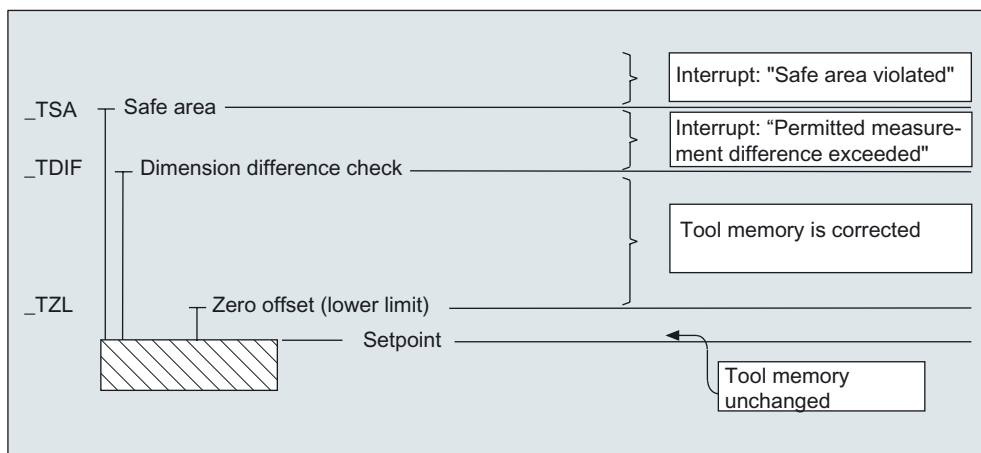 Interrupt: "Safe area violated"
_TSA
Safe area
Interrupt: “Permitted measure-
ment difference exceeded"
_TDIF
Dimension difference check
Tool memory is corrected
_TZL
Zero offset (lower limit)
Setpoint
Tool memory
unchanged